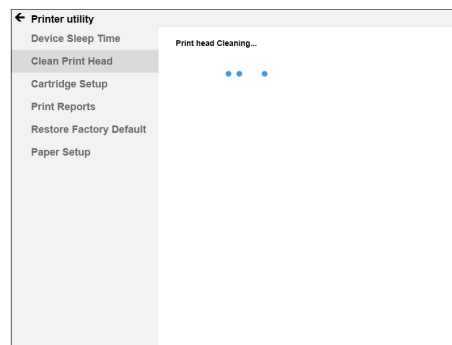 Printer utility
Device Sleep Time
Clean Print Head
Cartridge Setup
Print Reports
Restore Factory Default
Paper Setup
Print head Cleaning...